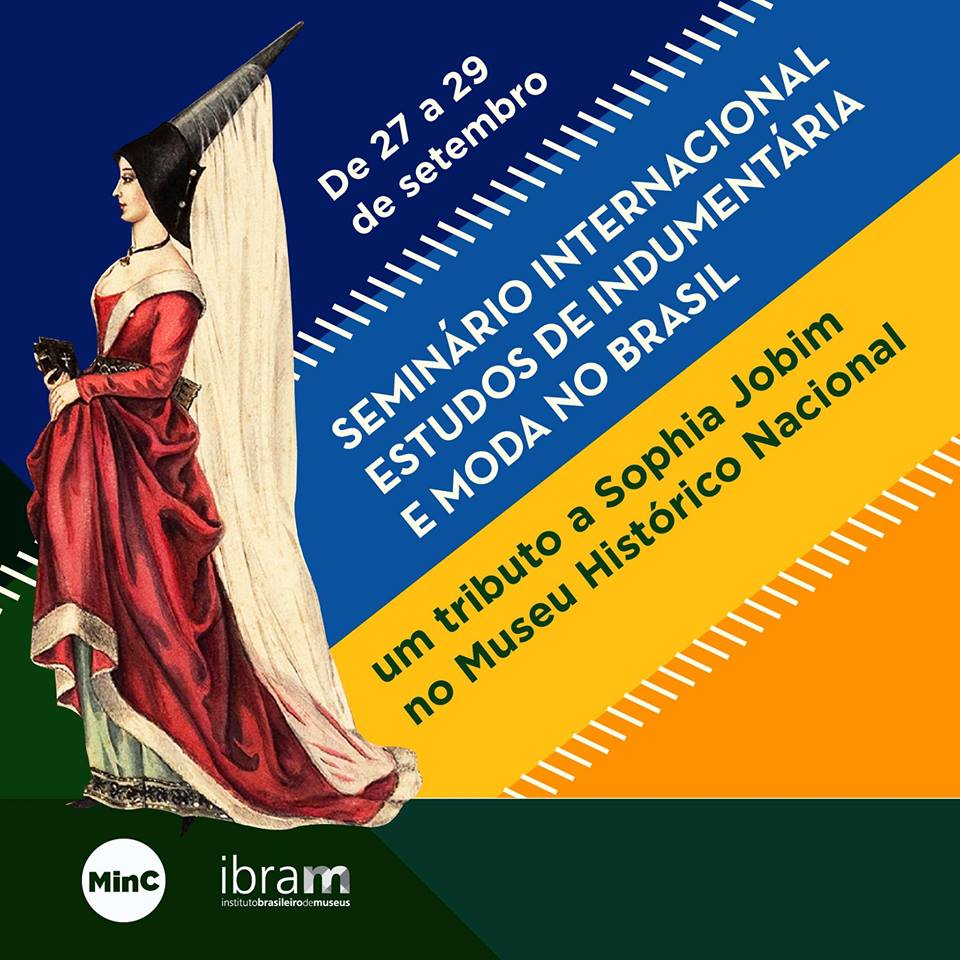 De 27 a 29
de setembro
SEMINÁRIO INTERNACIONAL
ESTUDOS DE INDUMENTÁRIA
E MODA NO BRASIL
um tributo a Sophia Jobim
no Museu Histórico Nacional
MinC
ibram
institutobrasileirodemuseus